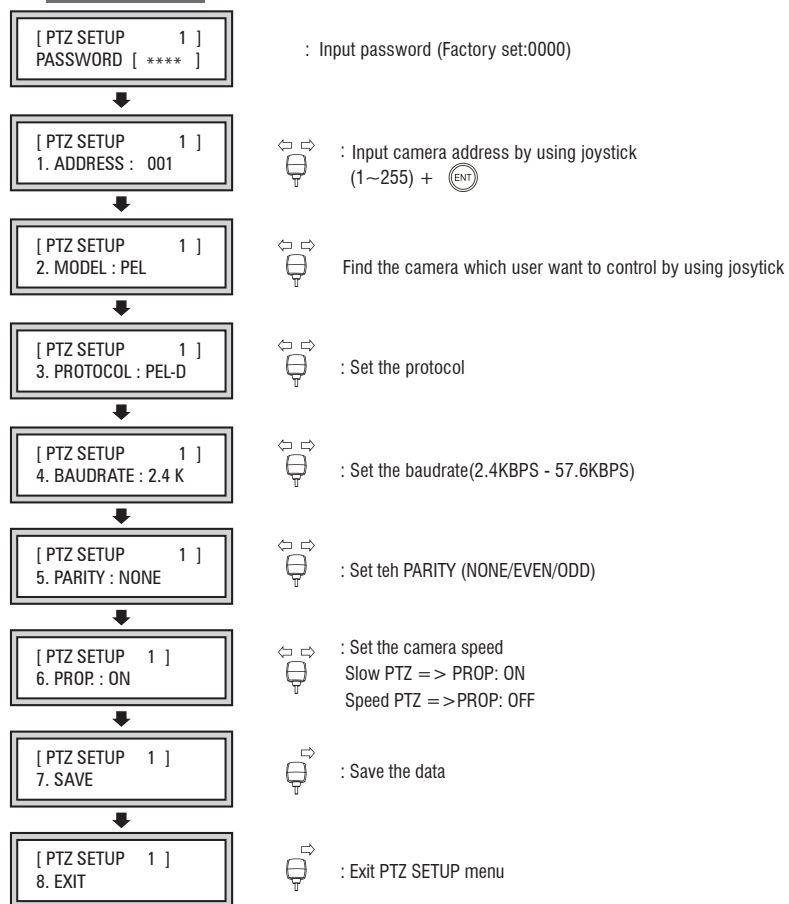 [ PTZ SETUP 1 ]
PASSWORD [ **** ]
: Input password (Factory set:0000)
[ PTZ SETUP 1 ]
1. ADDRESS : 001
: Input camera address by using joystick
(1~255) + ENT
[ PTZ SETUP 1 ]
2. MODEL : PEL
Find the camera which user want to control by using josytick
[ PTZ SETUP 1 ]
3. PROTOCOL : PEL-D
: Set the protocol
[ PTZ SETUP 1 ]
4. BAUDRATE : 2.4 K
: Set the baudrate(2.4KBPS - 57.6KBPS)
[ PTZ SETUP 1 ]
5. PARITY : NONE
: Set teh PARITY (NONE/EVEN/ODD)
[ PTZ SETUP 1 ]
6. PROP. : ON
: Set the camera speed
Slow PTZ => PROP: ON
Speed PTZ =>PROP: OFF
[ PTZ SETUP 1 ]
7. SAVE
: Save the data
[ PTZ SETUP 1 ]
8. EXIT
: Exit PTZ SETUP menu